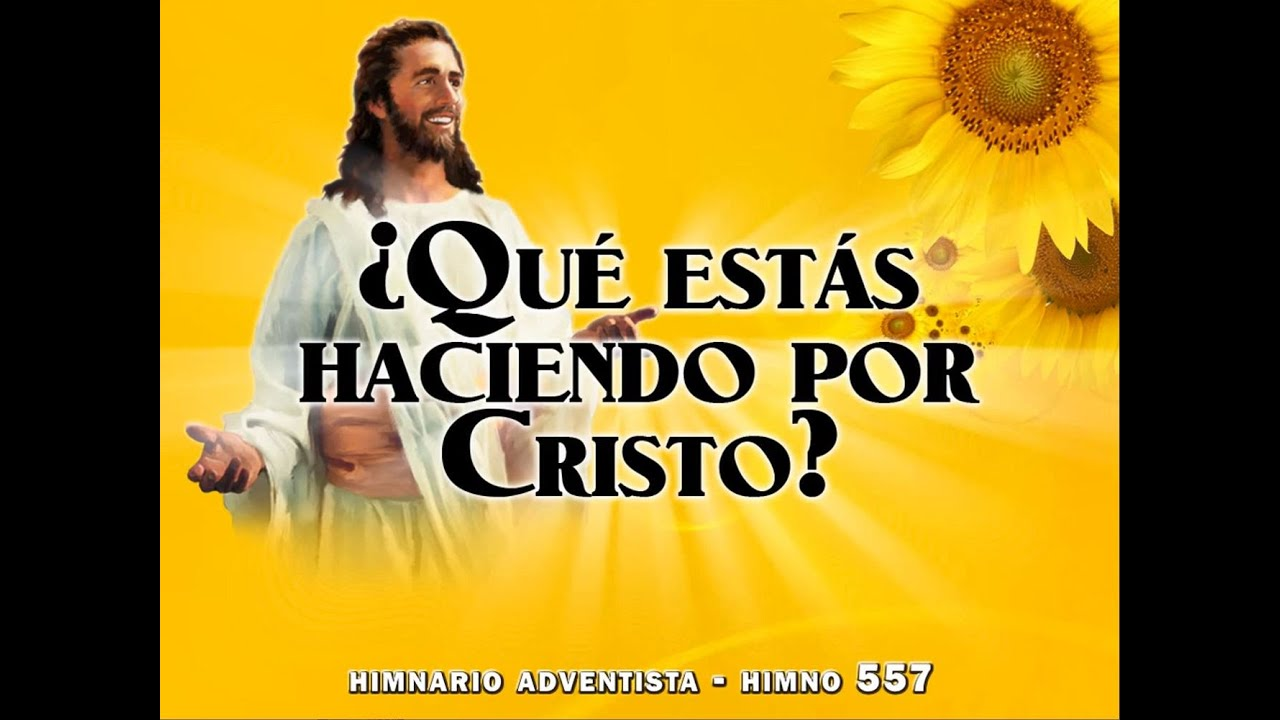 ¿QUÉ ESTÁS
HACIENDO POR
CRISTO?
HIMNARIO ADVENTISTA - HIMNO 557